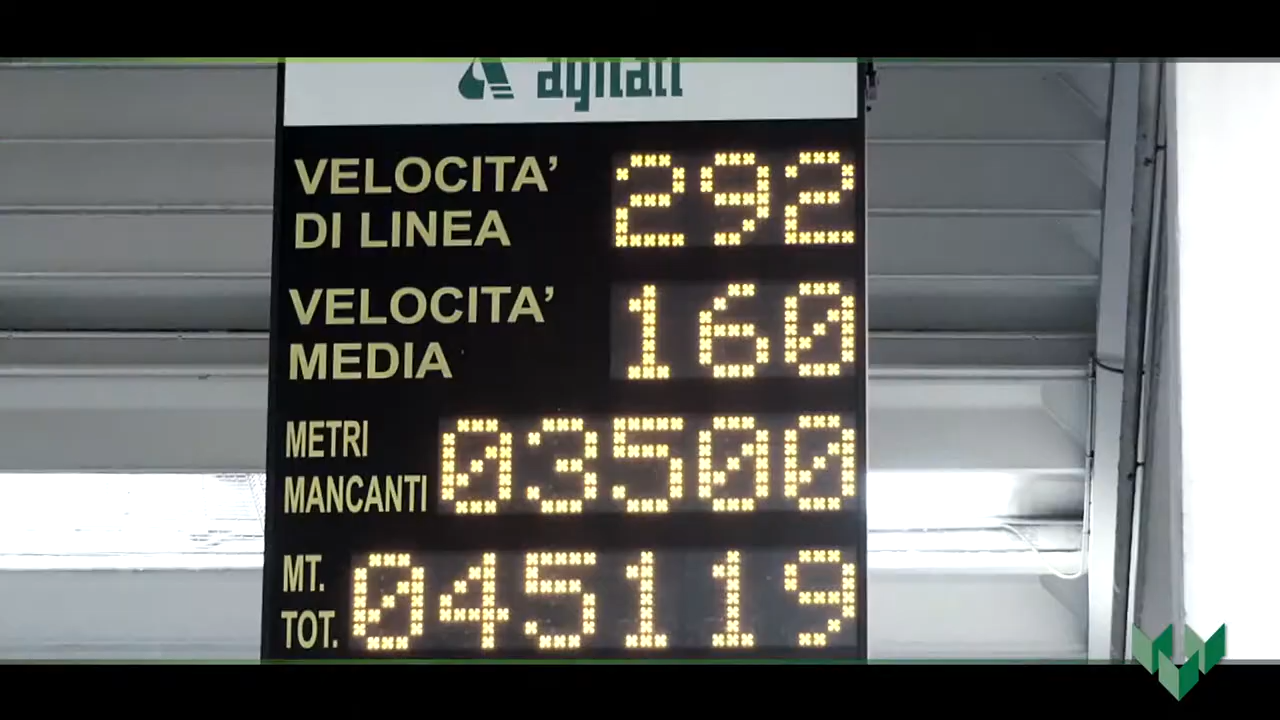 agnati
VELOCITA'
DI LINEA
292
VELOCITA'
MEDIA
160
METRI
MANCANTI
03500
MT.
TOT.
045119